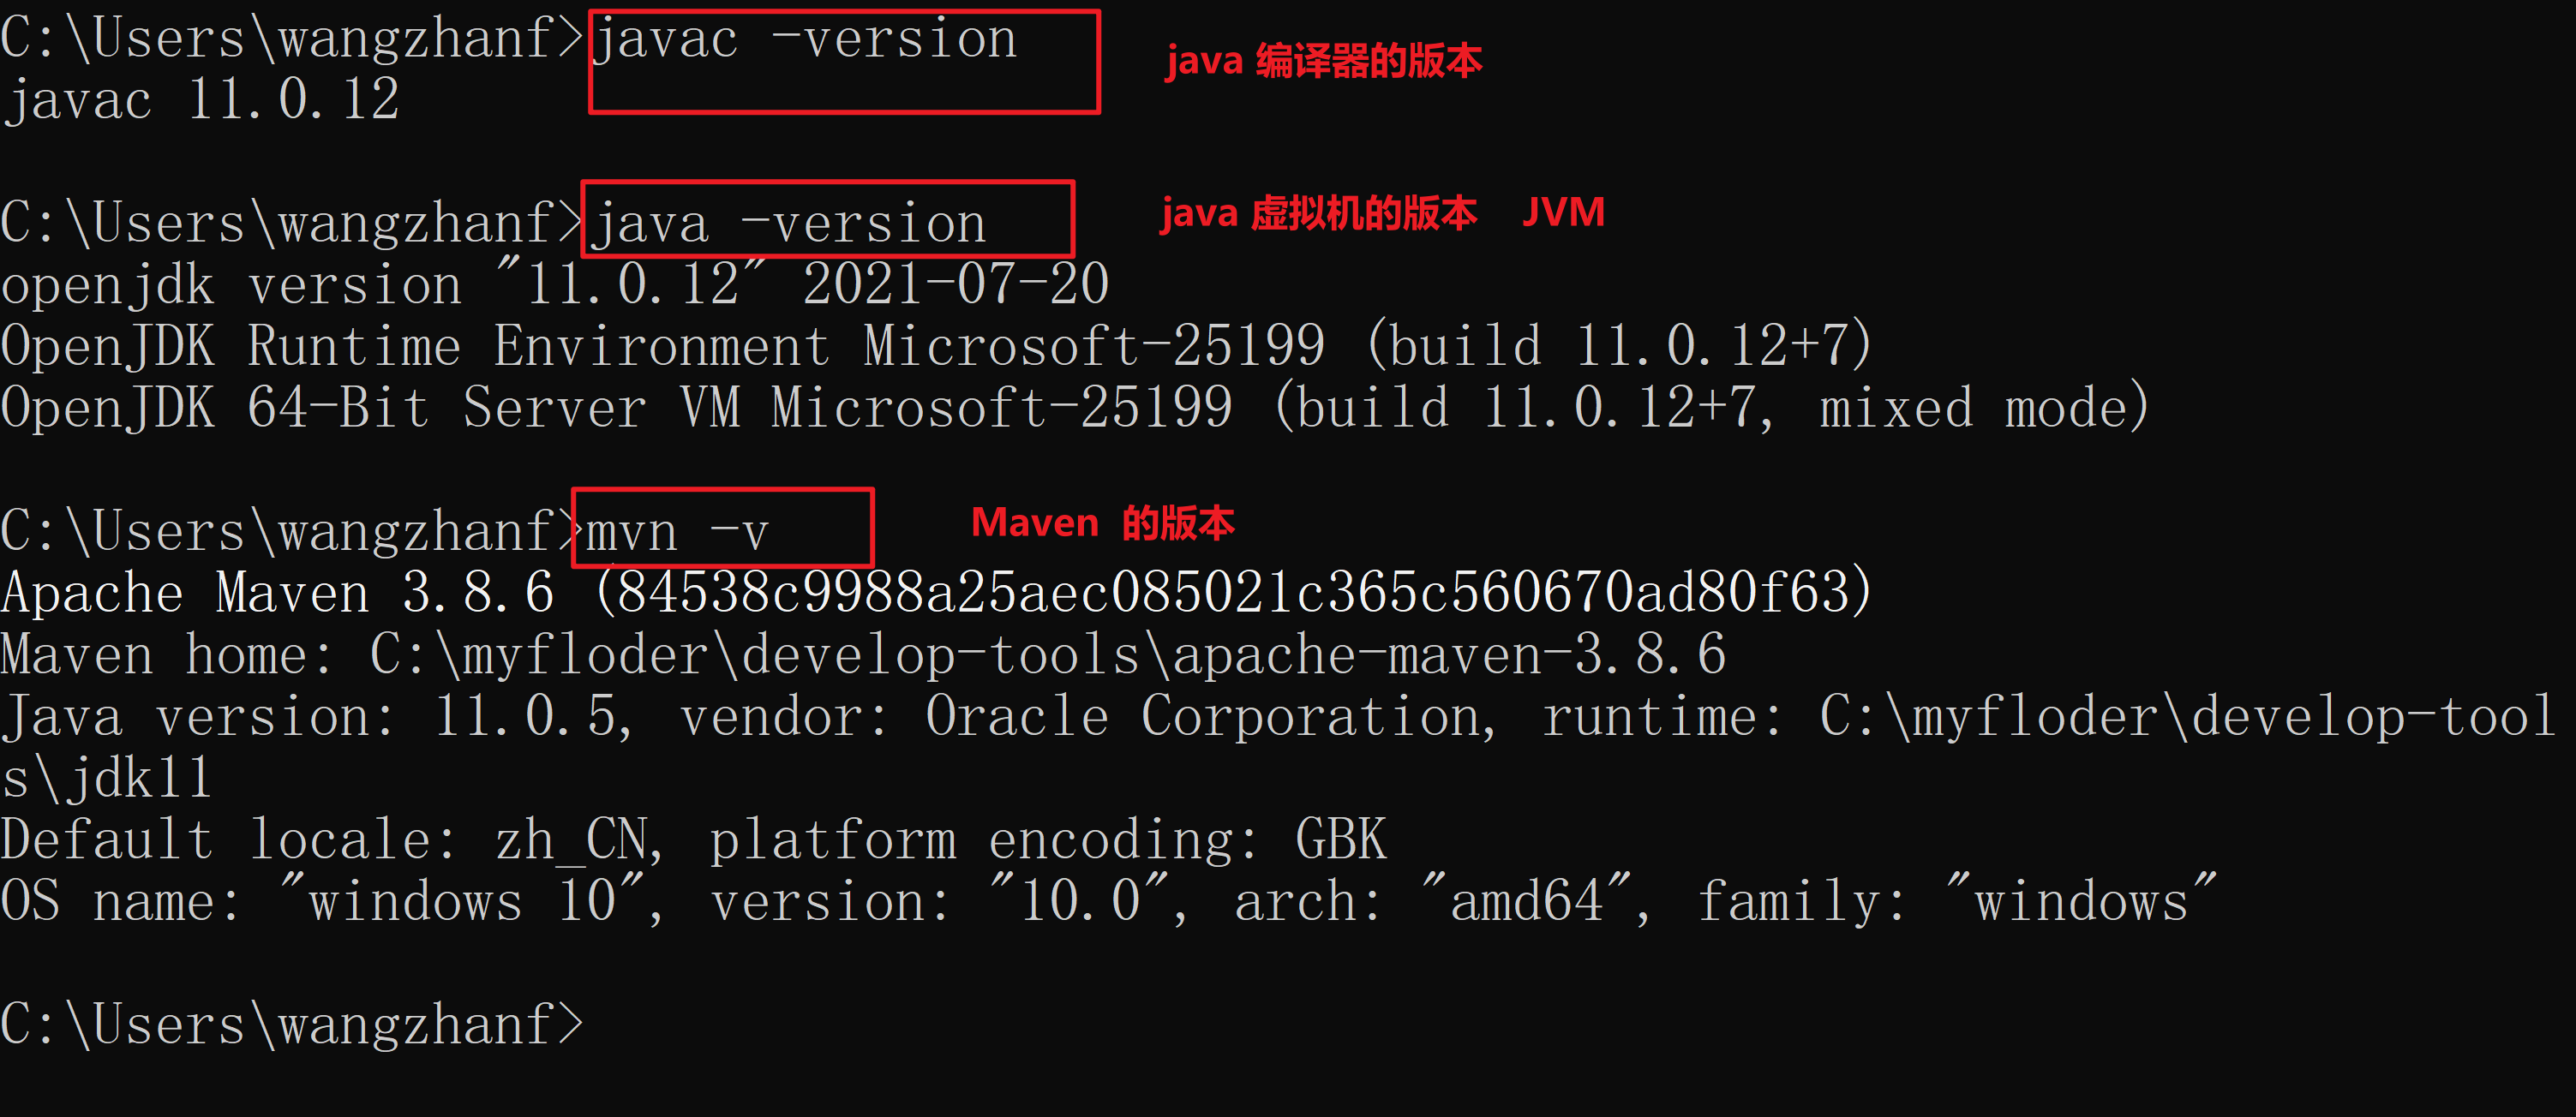 C:\Users\wangzhanf>javac -version
java 编译器的版本
javac 11.0.12
C:\Users\wangzhanf>java -version
java 虚拟机的版本 JVM
openjdk version "11.0.12" 2021-07-20
OpenJDK Runtime Environment Microsoft-25199 (build 11.0.12+7)
OpenJDK 64-Bit Server VM Microsoft-25199 (build 11.0.12+7, mixed mode)
C:\Users\wangzhanf>mvn -v
Maven 的版本
Apache Maven 3.8.6 (84538c9988a25aec085021c365c560670ad80f63)
Maven home: C:\myfloder\develop-tools\apache-maven-3.8.6
Java version: 11.0.5, vendor: Oracle Corporation, runtime: C:\myfloder\develop-tool
s\jdk11
Default locale: zh_CN, platform encoding: GBK
OS name: "windows 10", version: "10.0", arch: "amd64", family: "windows"
C:\Users\wangzhanf>